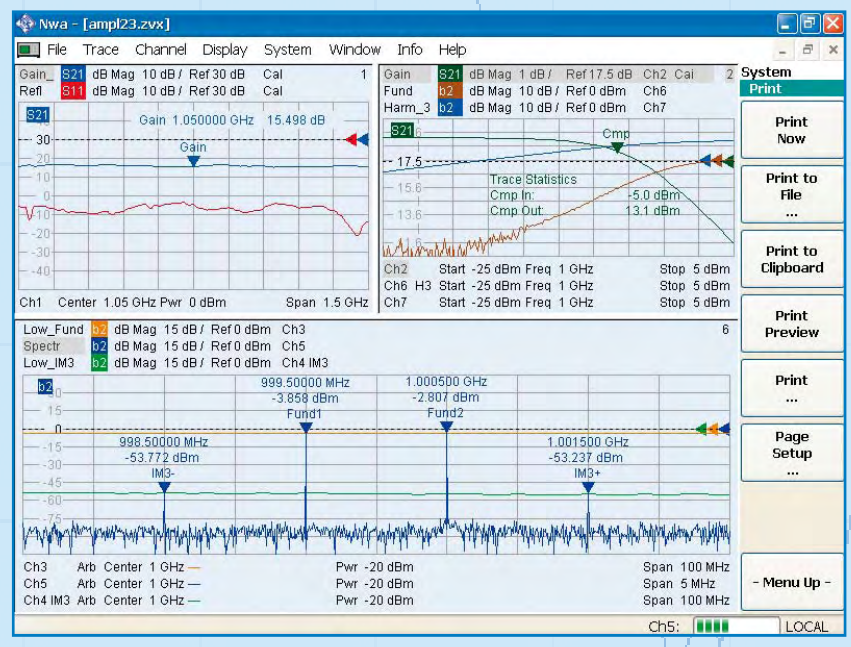 Nwa - [ampl23.zvx]
File Trace Channel Display System Window Info Help
Gain_ S21 dB Mag 10 dB / Ref 30 dB Cal 1
Refl S11 dB Mag 10 dB / Ref 30 dB Cal
S21
Gain 1.050000 GHz 15.498 dB
Gain
30
20
10
0
-10
-20
-30
-40
Ch1 Center 1.05 GHz Pwr 0 dBm Span 1.5 GHz
Gain S21 dB Mag 1 dB / Ref 17.5 dB Ch2 Cal 2
Fund b2 dB Mag 10 dB / Ref 0 dBm Ch6
Harm_3 b2 dB Mag 10 dB / Ref 0 dBm Ch7
S21
Cmp
17.5
15.6
13.6
Trace Statistics
Cmp In: -5.0 dBm
Cmp Out: 13.1 dBm
Ch2 Start -25 dBm Freq 1 GHz Stop 5 dBm
Ch6 H3 Start -25 dBm Freq 1 GHz Stop 5 dBm
Ch7 Start -25 dBm Freq 1 GHz Stop 5 dBm
Low_Fund b2 dB Mag 15 dB / Ref 0 dBm Ch3 6
Spectr b2 dB Mag 15 dB / Ref 0 dBm Ch5
Low_IM3 b2 dB Mag 15 dB / Ref 0 dBm Ch4 IM3
b2
15
0
-15
-30
-45
-60
-75
998.50000 MHz
-53.772 dBm
IM3-
999.50000 MHz
-3.858 dBm
Fund1
1.000500 GHz
-2.807 dBm
Fund2
1.001500 GHz
-53.237 dBm
IM3+
Ch3 Arb Center 1 GHz — Pwr -20 dBm Span 100 MHz
Ch5 Arb Center 1 GHz — Pwr -20 dBm Span 5 MHz
Ch4 IM3 Arb Center 1 GHz — Pwr -20 dBm Span 100 MHz
System
Print
Print
Now
Print to
File
...
Print to
Clipboard
Print
Preview
Print
...
Page
Setup
...
- Menu Up -
Ch5: LOCAL